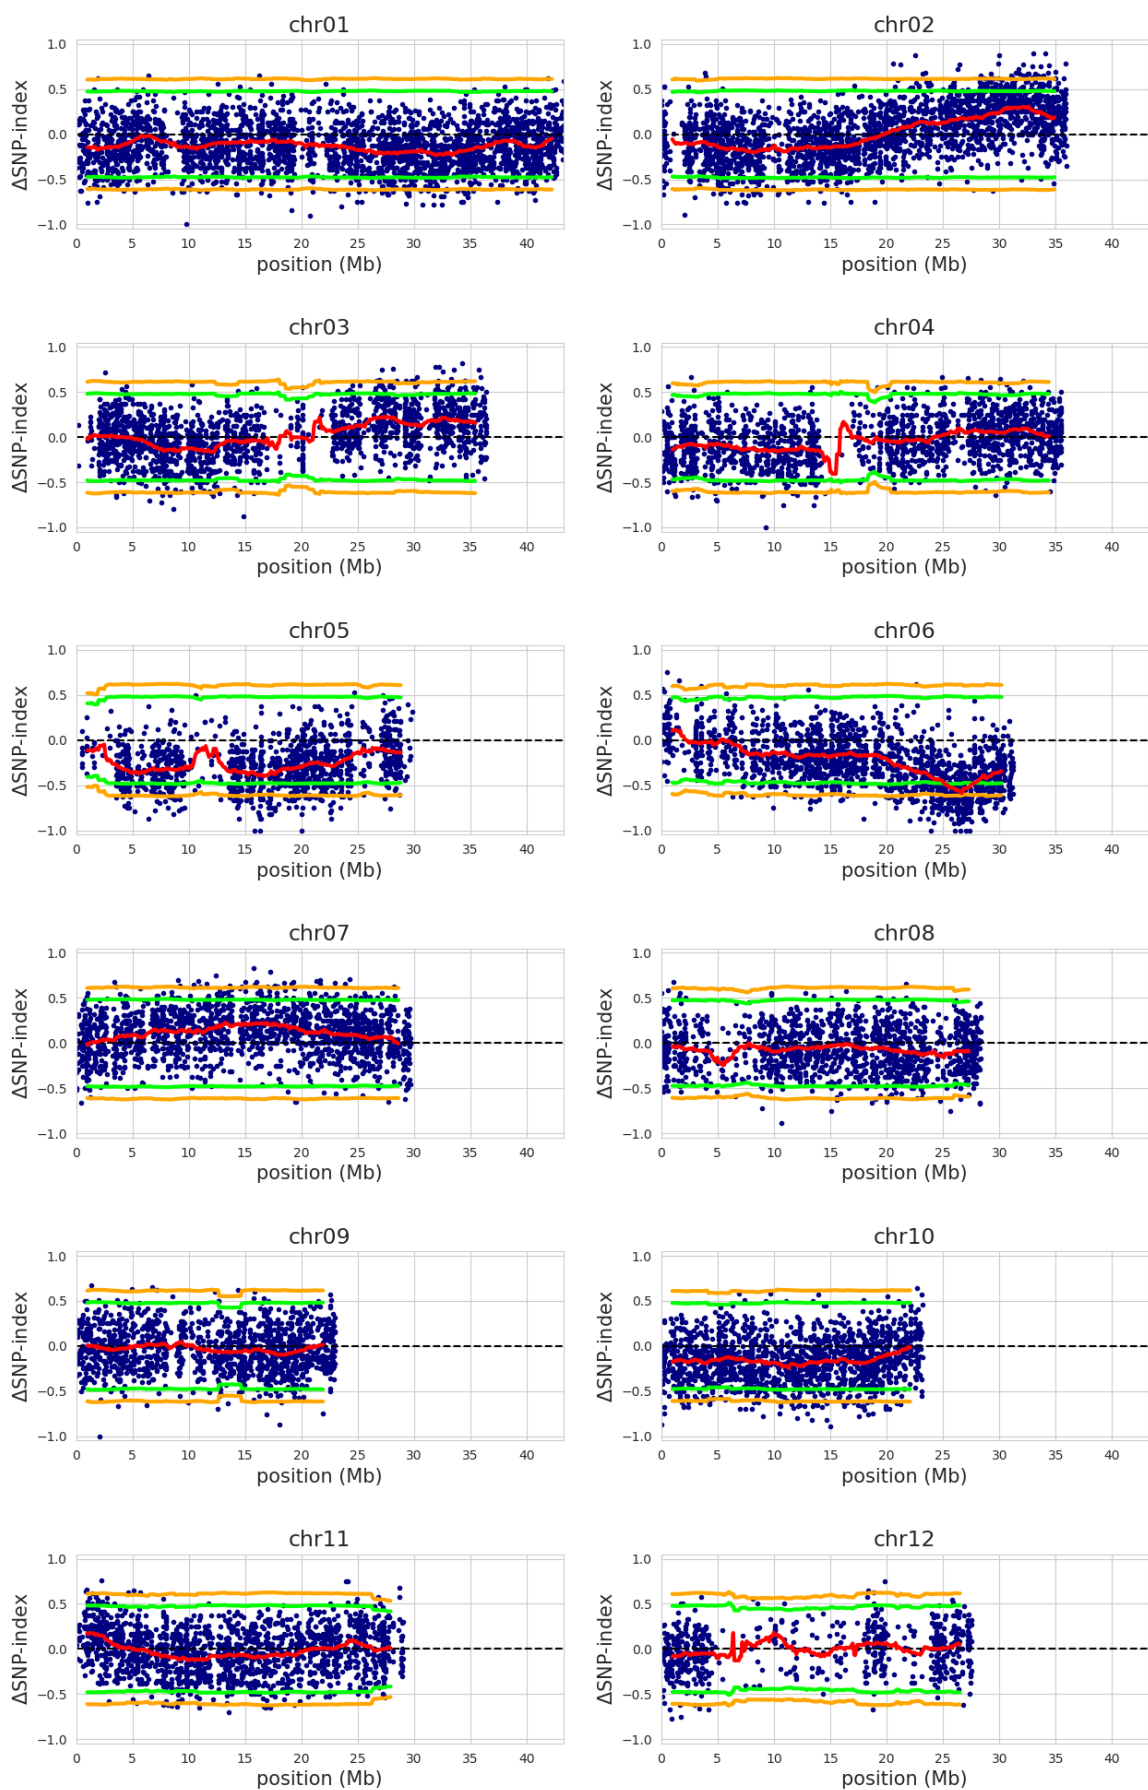 chr01 chr02
1.0 1.0
0.5 0.5
0.0 0.0
−0.5 −0.5
−1.0 −1.0
ΔSNP-index ΔSNP-index
0 5 10 15 20 25 30 35 40 0 5 10 15 20 25 30 35 40
position (Mb) position (Mb)
chr03 chr04
1.0 1.0
0.5 0.5
0.0 0.0
−0.5 −0.5
−1.0 −1.0
ΔSNP-index ΔSNP-index
0 5 10 15 20 25 30 35 40 0 5 10 15 20 25 30 35 40
position (Mb) position (Mb)
chr05 chr06
1.0 1.0
0.5 0.5
0.0 0.0
−0.5 −0.5
−1.0 −1.0
ΔSNP-index ΔSNP-index
0 5 10 15 20 25 30 35 40 0 5 10 15 20 25 30 35 40
position (Mb) position (Mb)
chr07 chr08
1.0 1.0
0.5 0.5
0.0 0.0
−0.5 −0.5
−1.0 −1.0
ΔSNP-index ΔSNP-index
0 5 10 15 20 25 30 35 40 0 5 10 15 20 25 30 35 40
position (Mb) position (Mb)
chr09 chr10
1.0 1.0
0.5 0.5
0.0 0.0
−0.5 −0.5
−1.0 −1.0
ΔSNP-index ΔSNP-index
0 5 10 15 20 25 30 35 40 0 5 10 15 20 25 30 35 40
position (Mb) position (Mb)
chr11 chr12
1.0 1.0
0.5 0.5
0.0 0.0
−0.5 −0.5
−1.0 −1.0
ΔSNP-index ΔSNP-index
0 5 10 15 20 25 30 35 40 0 5 10 15 20 25 30 35 40
position (Mb) position (Mb)